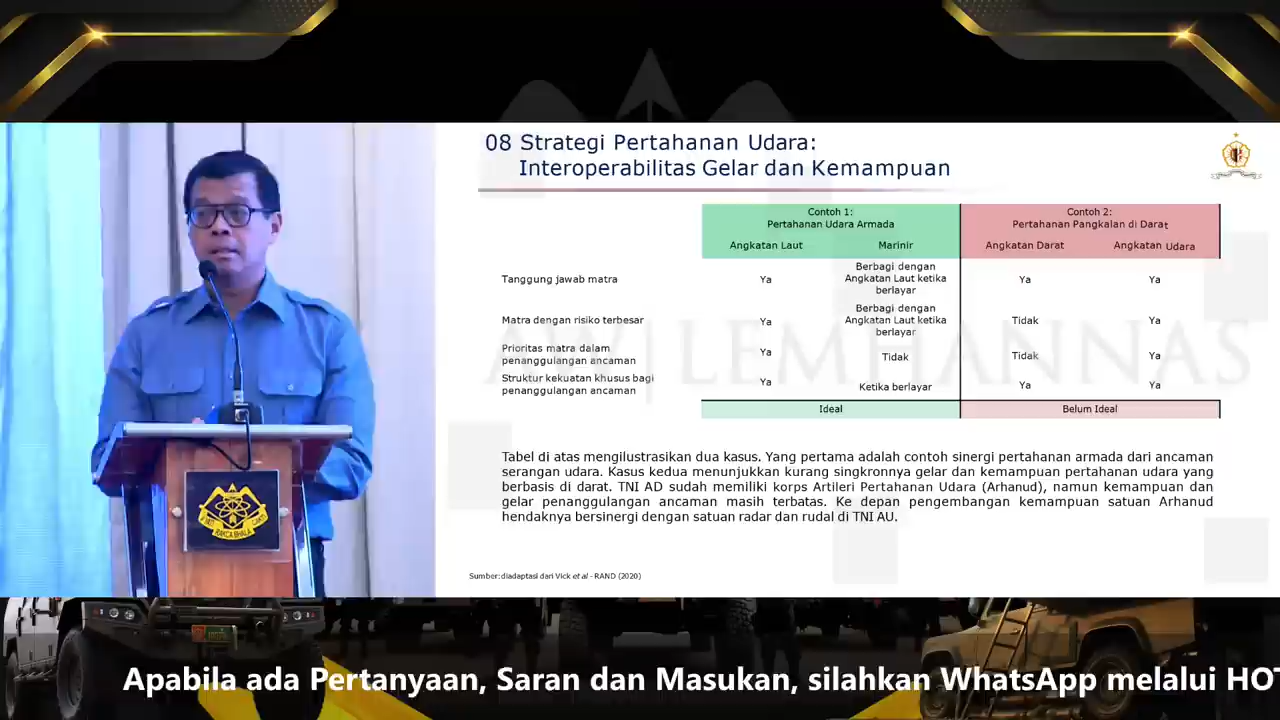 08 Strategi Pertahanan Udara:
Interoperabilitas Gelar dan Kemampuan
Contoh 1:
Pertahanan Udara Armada
Contoh 2:
Pertahanan Pangkalan di Darat
Angkatan Laut
Marinir
Angkatan Darat
Angkatan Udara
Tanggung jawab matra
Ya
Berbagi dengan
Angkatan Laut ketika
berlayar
Ya
Ya
Matra dengan risiko terbesar
Ya
Berbagi dengan
Angkatan Laut ketika
berlayar
Tidak
Ya
Prioritas matra dalam
penanggulangan ancaman
Ya
Tidak
Tidak
Ya
Struktur kekuatan khusus bagi
penanggulangan ancaman
Ya
Ketika berlayar
Ya
Ya
Ideal
Belum Ideal
LEMHANNAS
Tabel di atas mengilustrasikan dua kasus. Yang pertama adalah contoh sinergi pertahanan armada dari ancaman
serangan udara. Kasus kedua menunjukkan kurang singkronnya gelar dan kemampuan pertahanan udara yang
berbasis di darat. TNI AD sudah memiliki korps Artileri Pertahanan Udara (Arhanud), namun kemampuan dan
gelar penanggulangan ancaman masih terbatas. Ke depan pengembangan kemampuan satuan Arhanud
hendaknya bersinergi dengan satuan radar dan rudal di TNI AU.
Sumber: diadaptasi dari Vick et al - RAND (2020)
RAKCA BHALA
Apabila ada Pertanyaan, Saran dan Masukan, silahkan WhatsApp melalui HOT